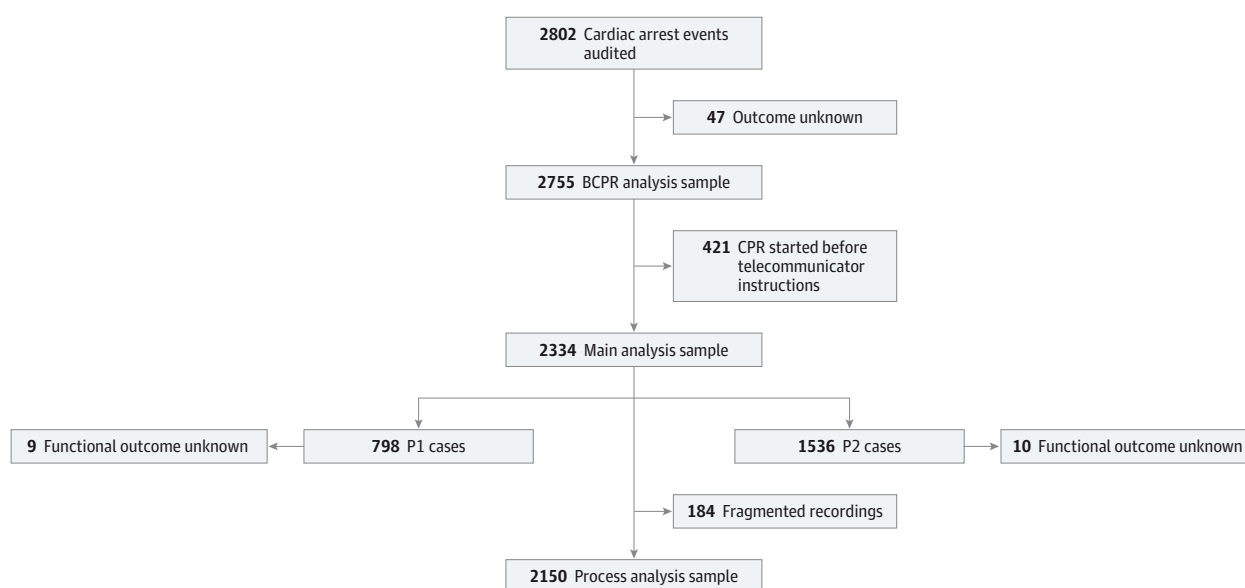 2802 Cardiac arrest events
audited
47 Outcome unknown
2755 BCPR analysis sample
421 CPR started before
telecommunicator
instructions
2334 Main analysis sample
9 Functional outcome unknown
798 P1 cases
1536 P2 cases
10 Functional outcome unknown
184 Fragmented recordings
2150 Process analysis sample